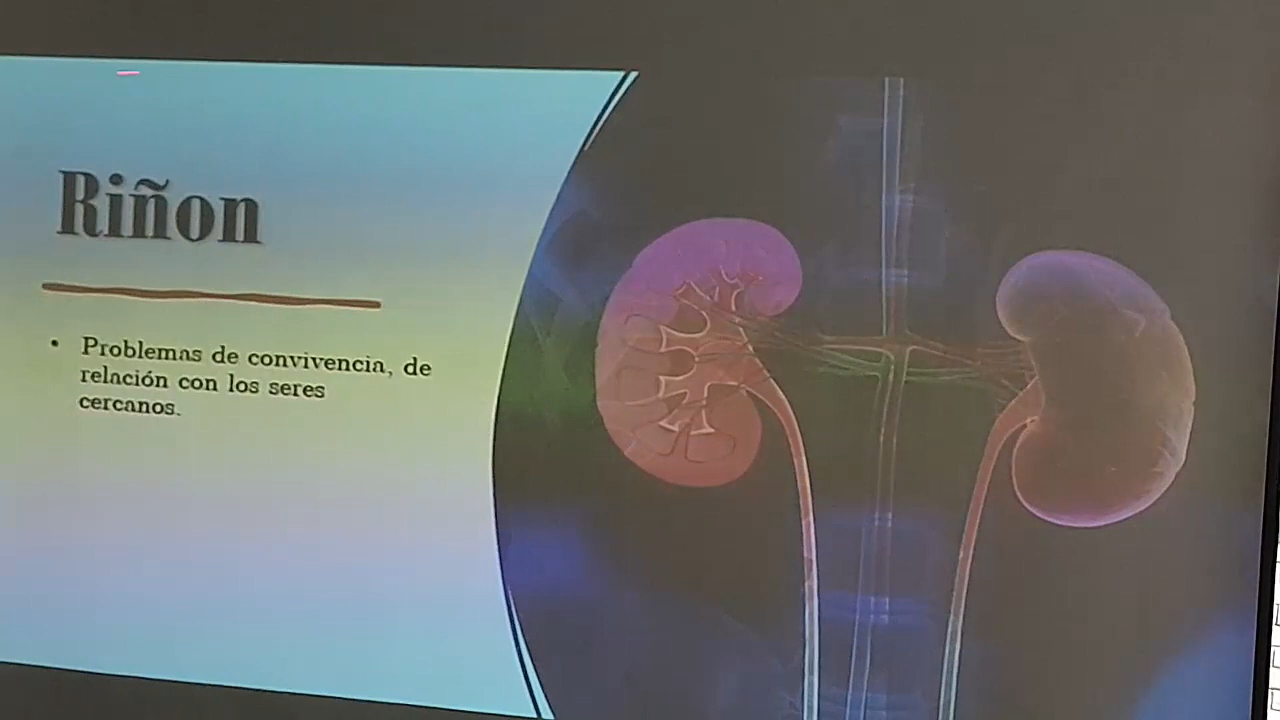 Riñon
• Problemas de convivencia, de
relación con los seres
cercanos.